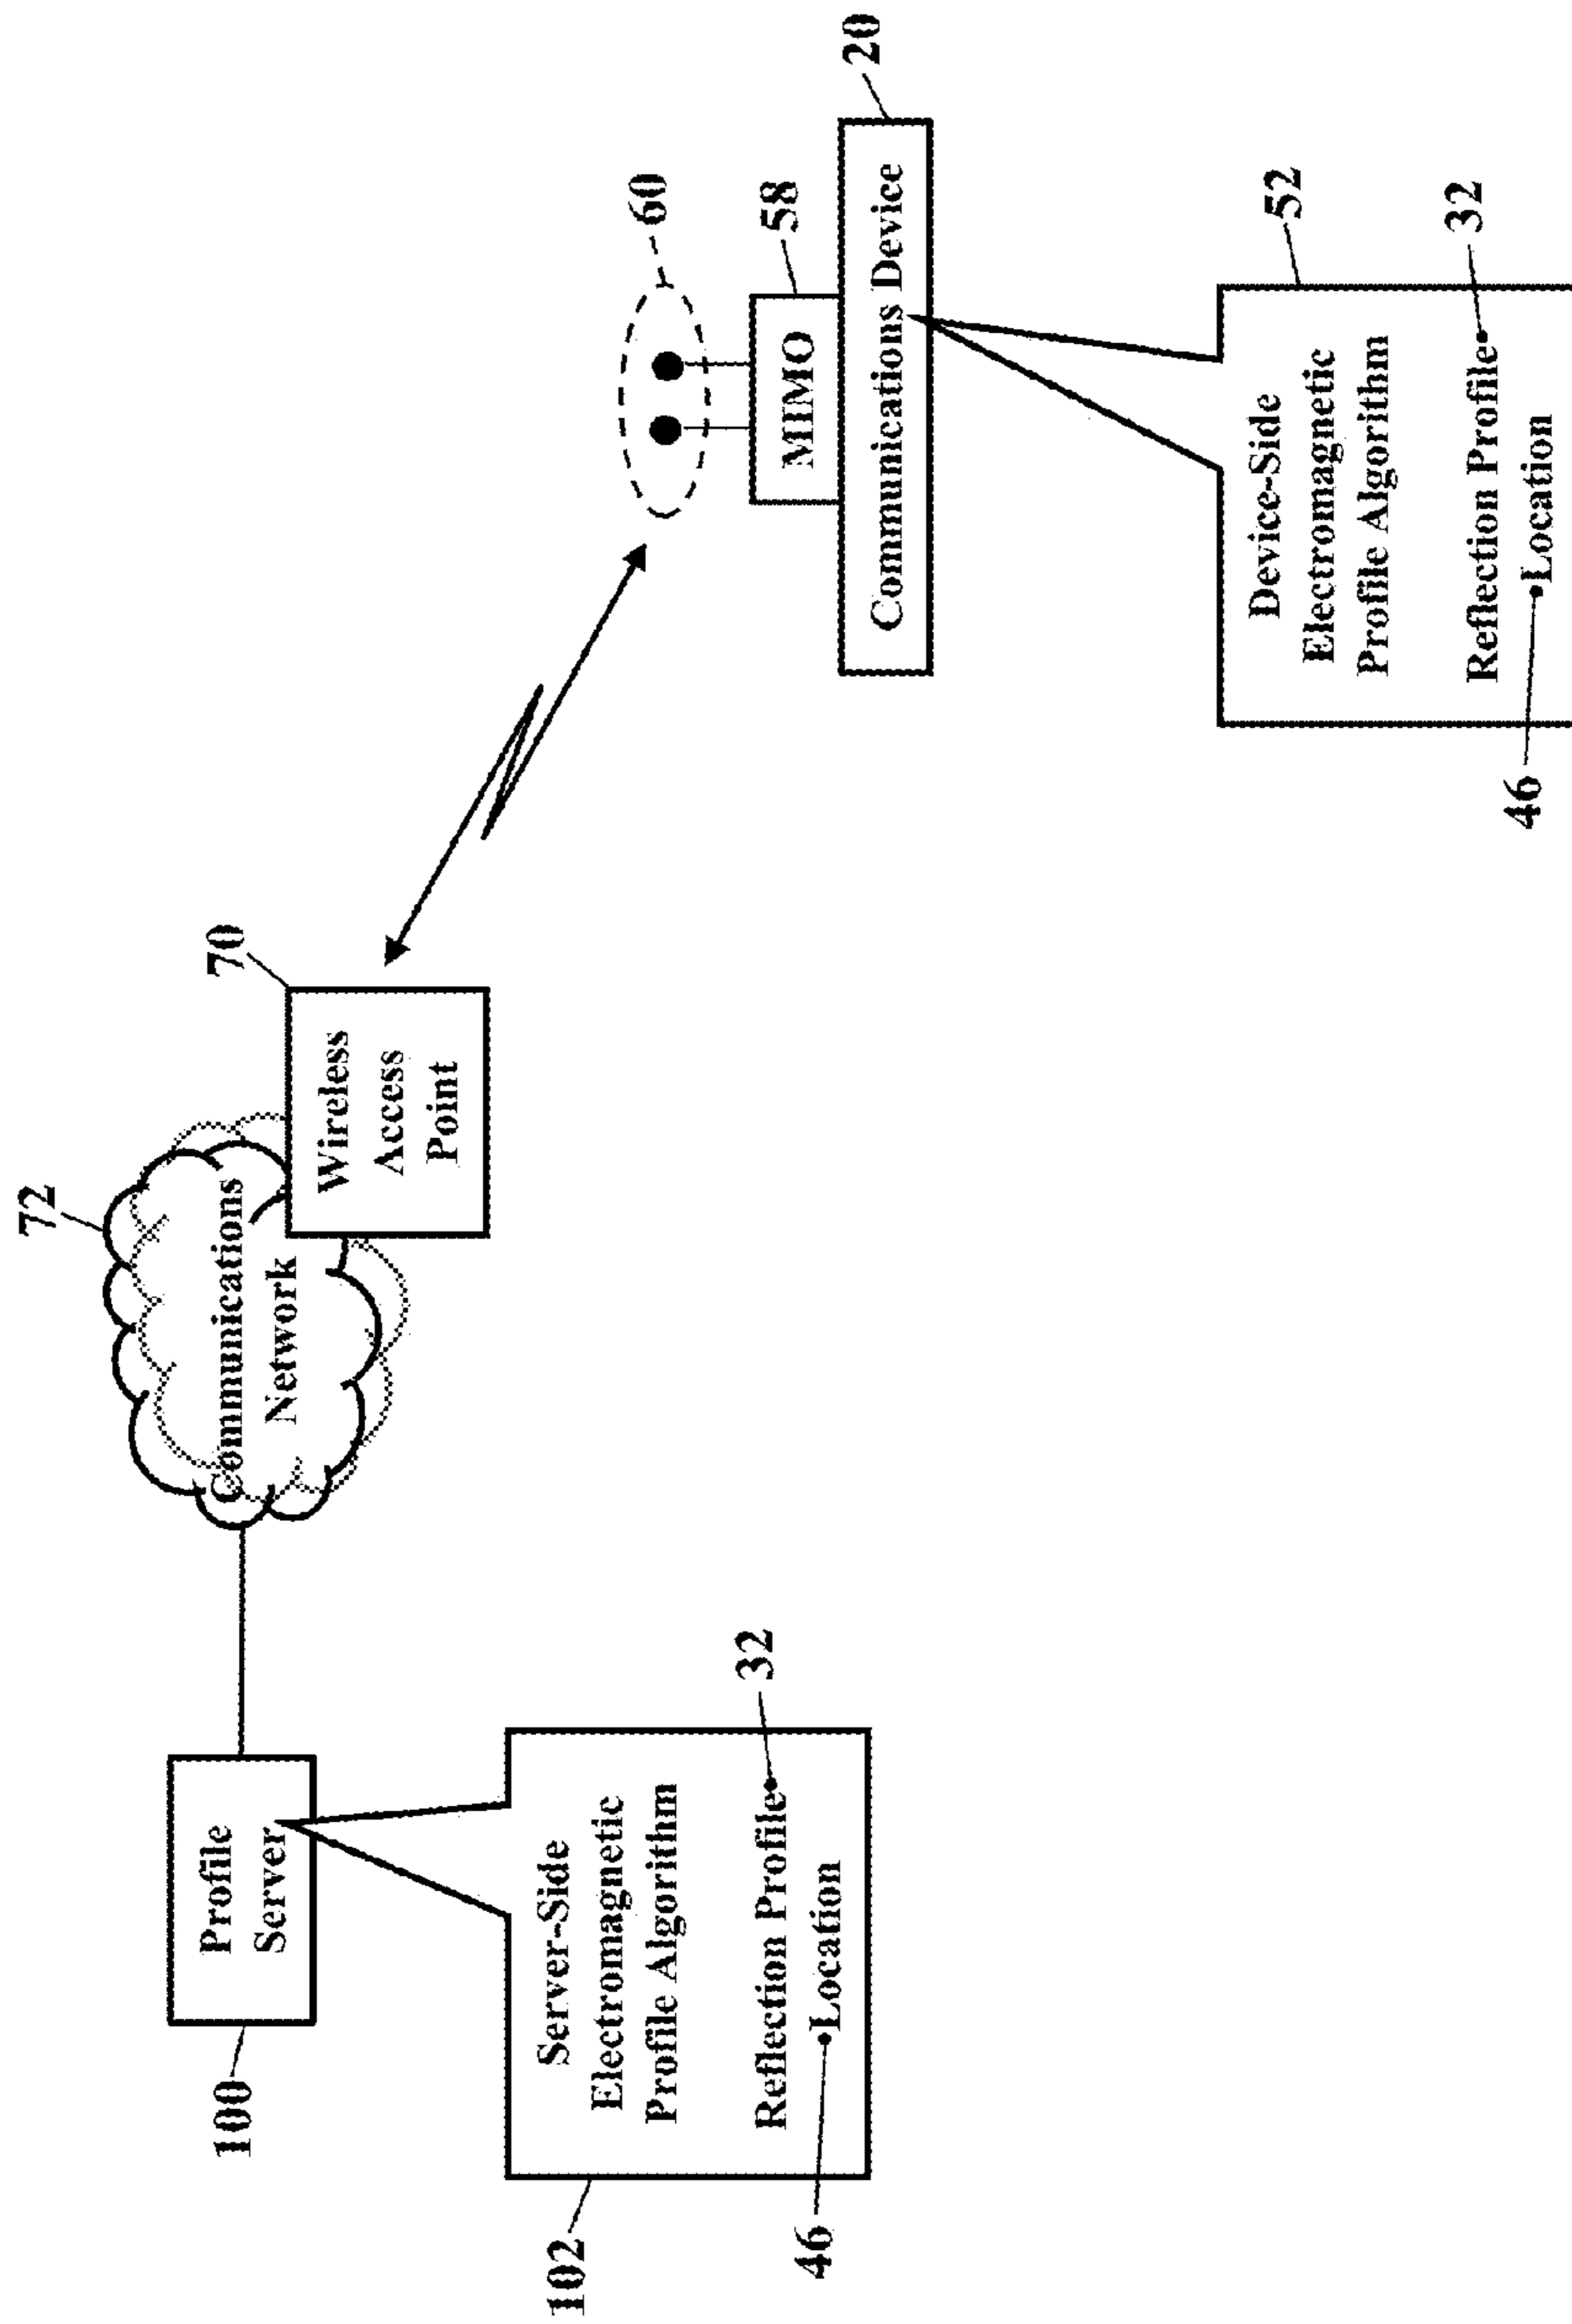 72
Communications
Network
70
Wireless
Access
Point
100
Profile
Server
102
Server-Side
Electromagnetic
Profile Algorithm
Reflection Profile
32
46
Location
60
MIMO
58
Communications Device
20
Device-Side
Electromagnetic
Profile Algorithm
52
Reflection Profile
32
46
Location